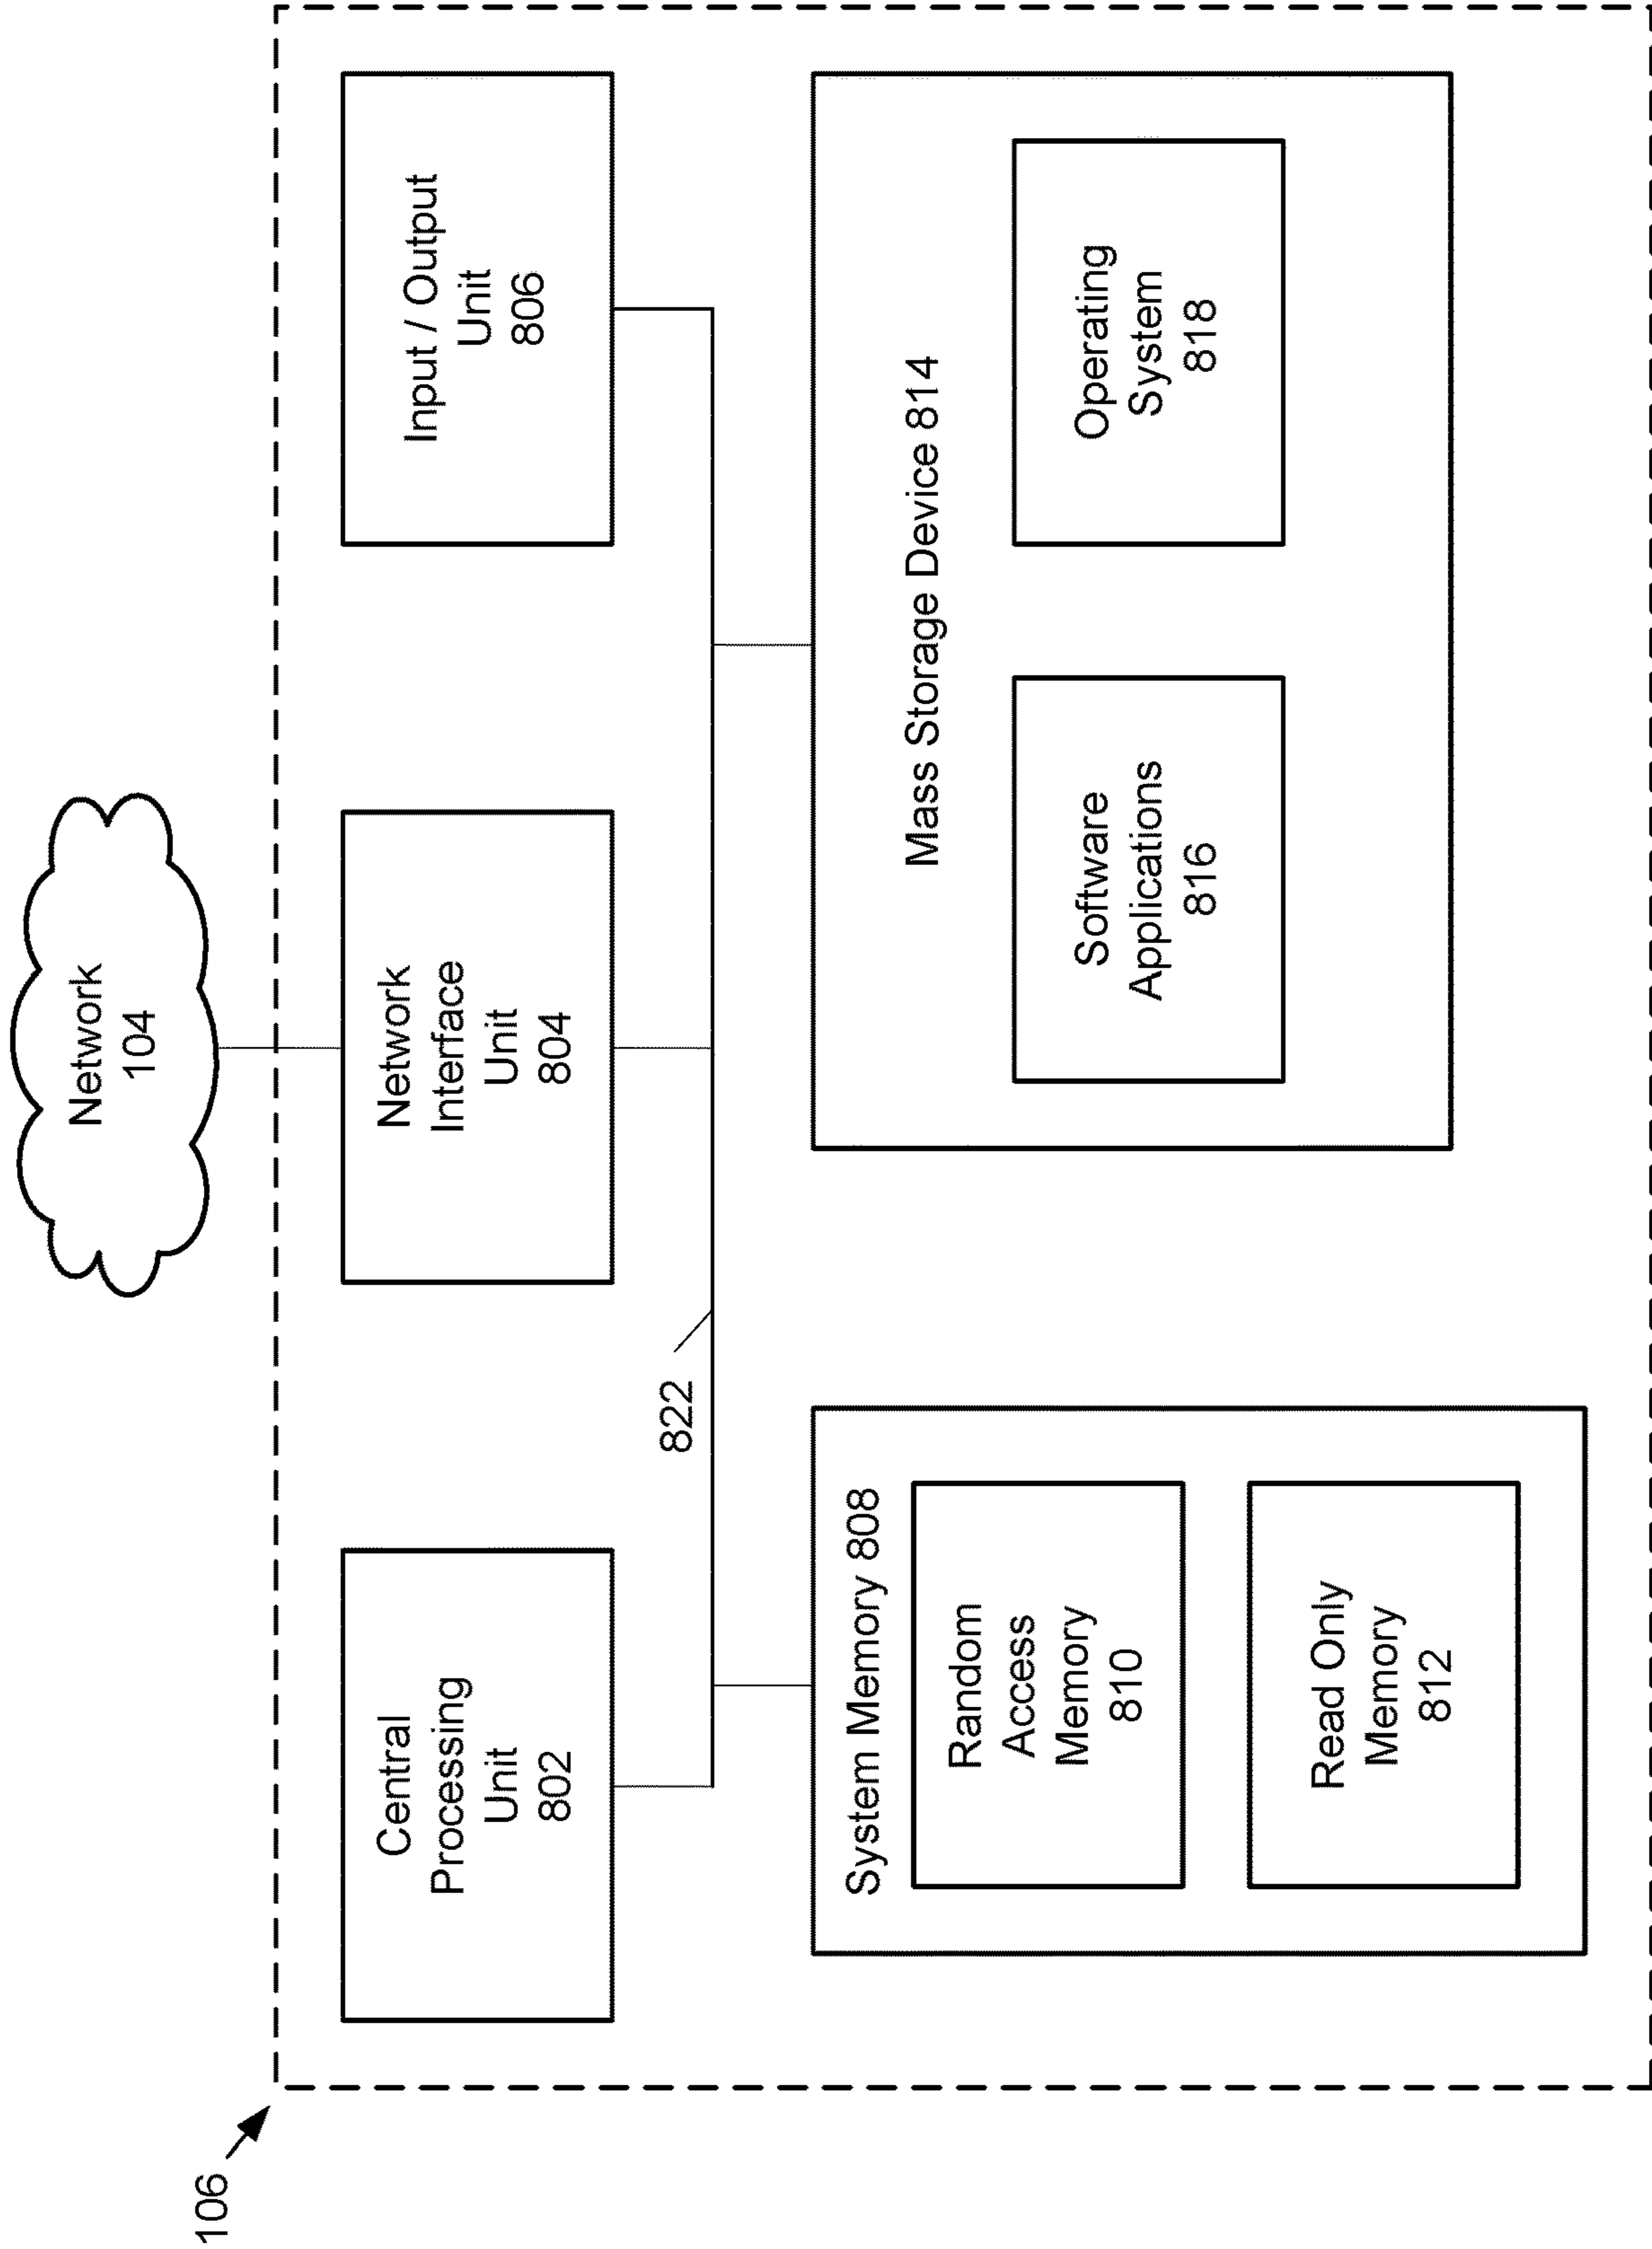 106
Network
104
Central
Processing
Unit
802
Network
Interface
Unit
804
Input / Output
Unit
806
822
System Memory 808
Random
Access
Memory
810
Read Only
Memory
812
Mass Storage Device 814
Software
Applications
816
Operating
System
818